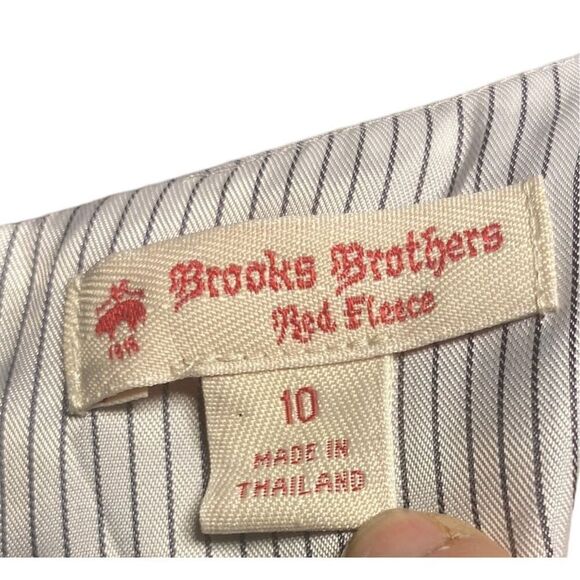 Brooks Brothers
Red Fleece
1818
10
MADE IN
THAILAND